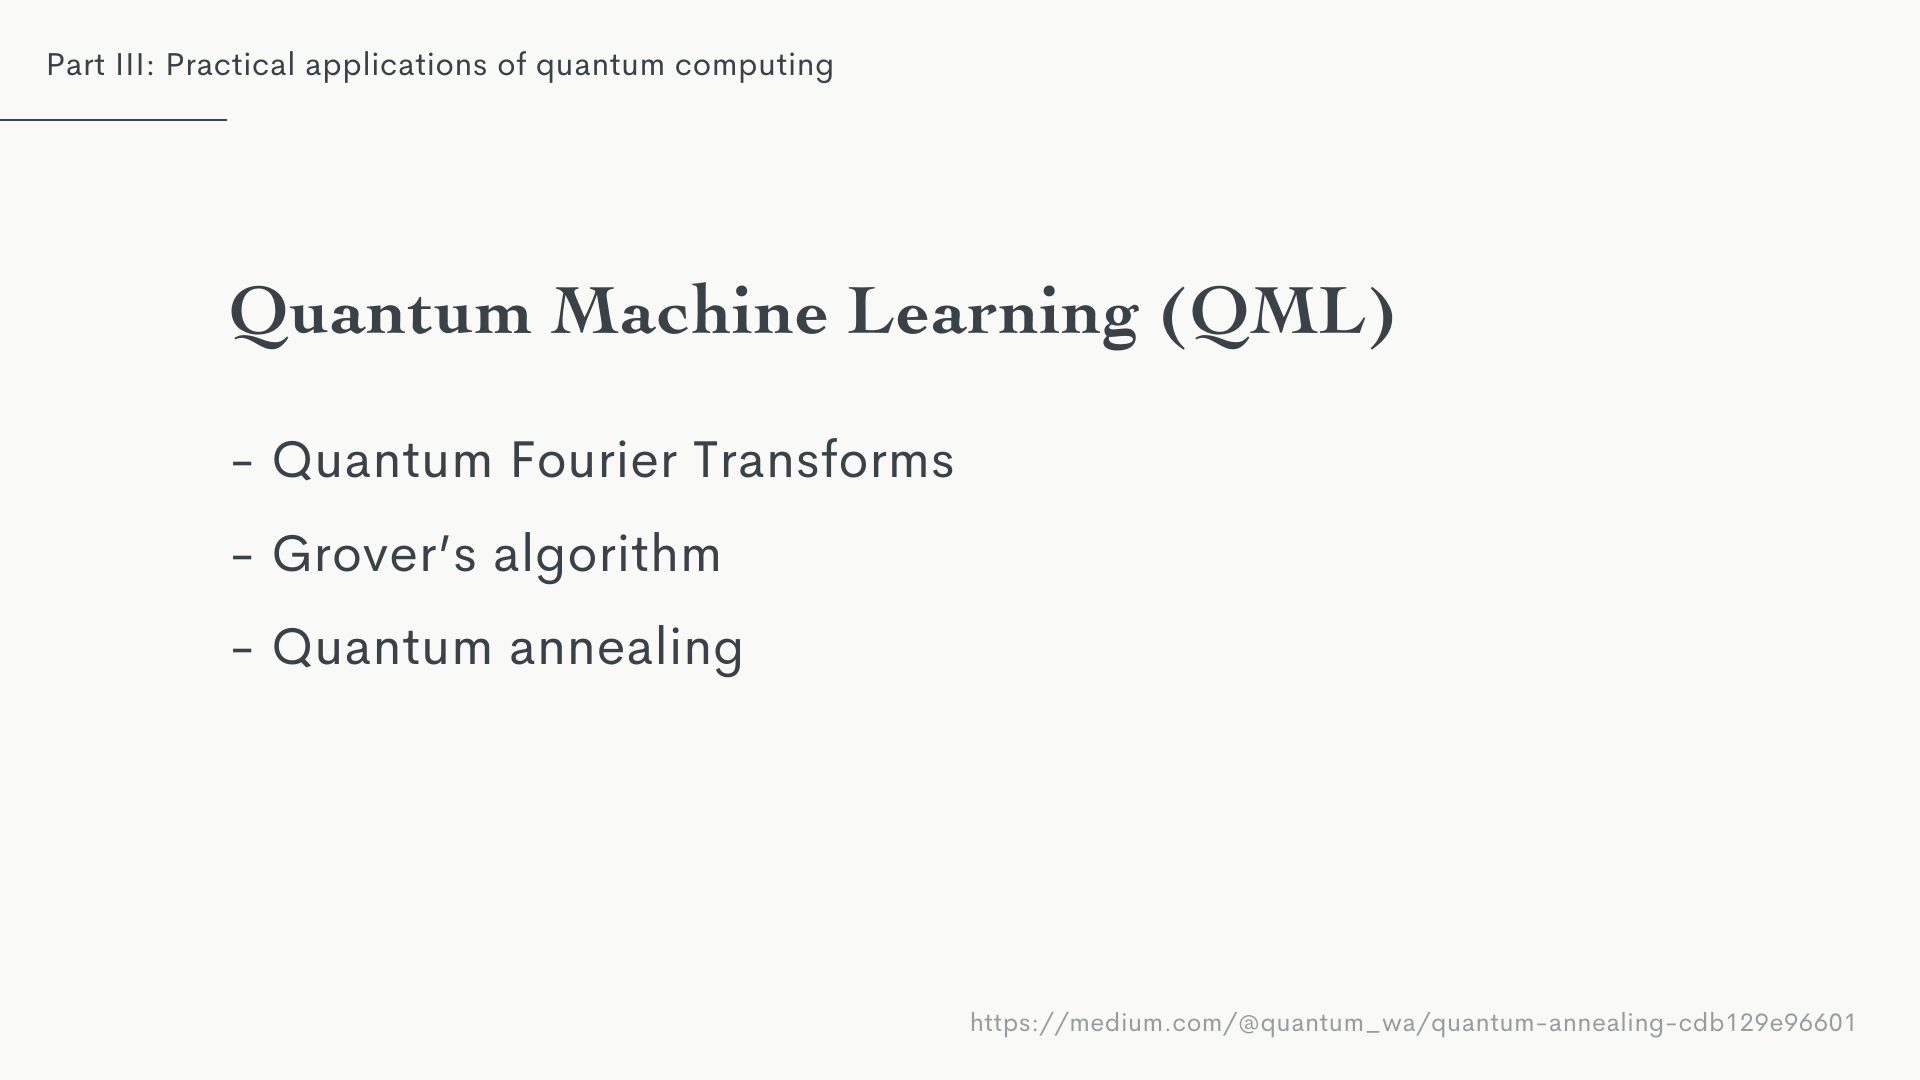 Part III: Practical applications of quantum computing
Quantum Machine Learning (QML)
- Quantum Fourier Transforms
- Grover's algorithm
- Quantum annealing
https://medium.com/@quantum_wa/quantum-annealing-cdb129e96601